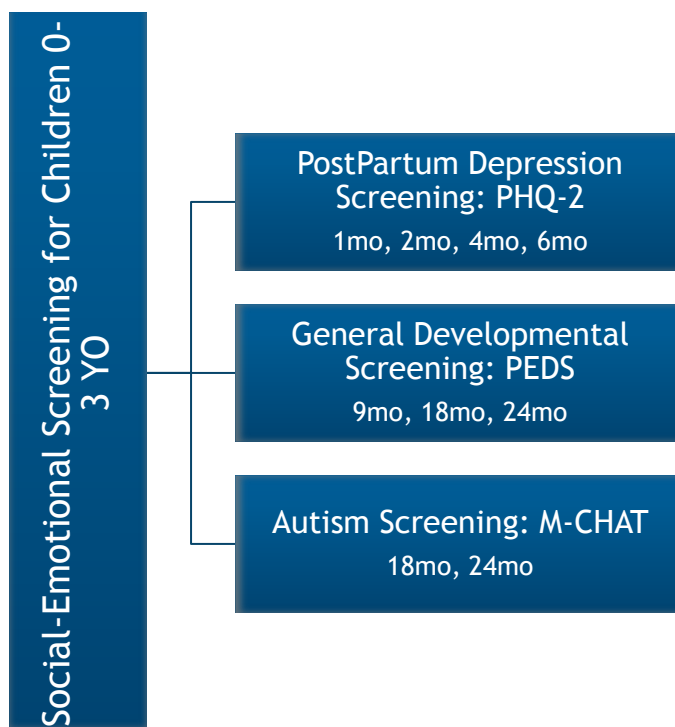 Social-Emotional Screening for Children 0-
3 YO
PostPartum Depression
Screening: PHQ-2
1mo, 2mo, 4mo, 6mo
General Developmental
Screening: PEDS
9mo, 18mo, 24mo
Autism Screening: M-CHAT
18mo, 24mo